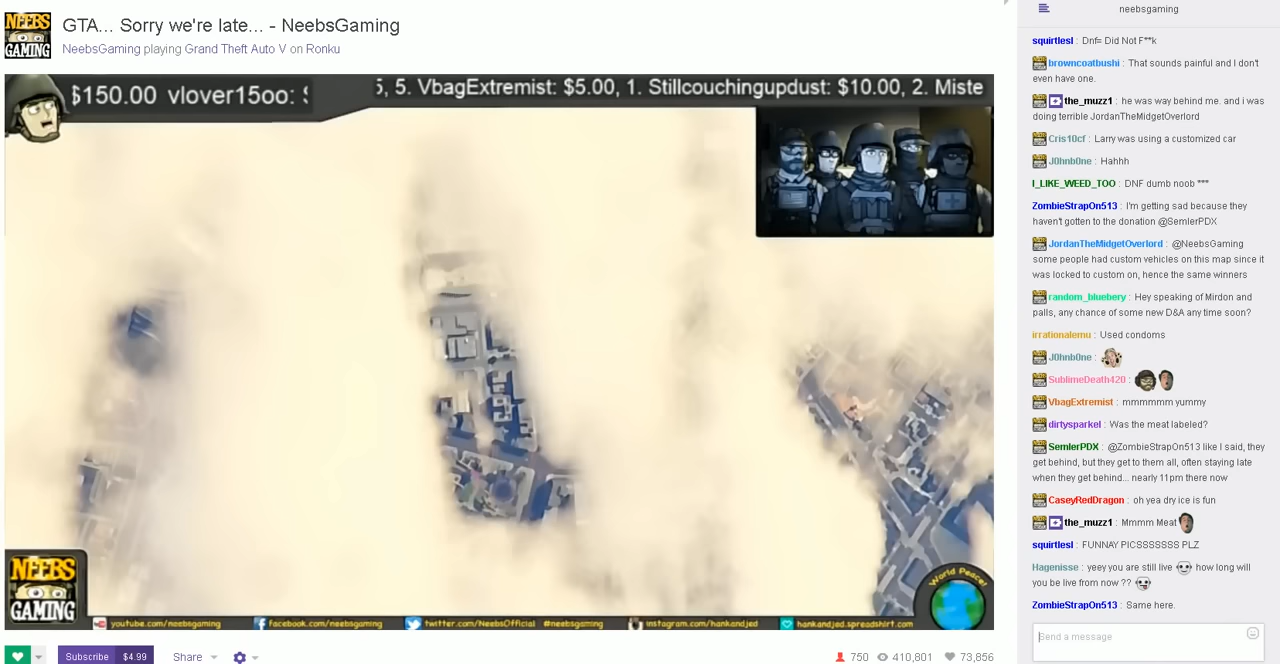 NEEBS
GAMING
GTA... Sorry we're late... - NeebsGaming
NeebsGaming playing Grand Theft Auto V on Ronku
$150.00 vlover15oo: $
5, 5. VbagExtremist: $5.00, 1. Stillcouchingupdust: $10.00, 2. Miste
NEEBS
GAMING
World Peace!
youtube.com/neebsgaming
facebook.com/neebsgaming
twitter.com/NeebsOfficial #neebsgaming
instagram.com/hankandjed
hankandjed.spreadshirt.com
Subscribe $4.99
Share
750 410,801 73,856
neebsgaming
squirtlesl : Dnf= Did Not F**k
browncoatbushi : That sounds painful and I don't
even have one.
the_muzz1 : he was way behind me. and i was
doing terrible JordanTheMidgetOverlord
Cris10cf : Larry was using a customized car
J0hnb0ne : Hahhh
I_LIKE_WEED_TOO : DNF dumb noob ***
ZombieStrapOn513 : I'm getting sad because they
haven't gotten to the donation @SemlerPDX
JordanTheMidgetOverlord : @NeebsGaming
some people had custom vehicles on this map since it
was locked to custom on, hence the same winners
random_bluebery : Hey speaking of Mirdon and
palls, any chance of some new D&A any time soon?
irrationalemu : Used condoms
J0hnb0ne :
SublimeDeath420 :
VbagExtremist : mmmmmm yummy
dirtysparkel : Was the meat labeled?
SemlerPDX : @ZombieStrapOn513 like I said, they
get behind, but they get to them all, often staying late
when they get behind... nearly 11pm there now
CaseyRedDragon : oh yea dry ice is fun
the_muzz1 : Mmmm Meat
squirtlesl : FUNNAY PICSSSSSSS PLZ
Hagenisse : yeey you are still live how long will
you be live from now ??
ZombieStrapOn513 : Same here.
Send a message